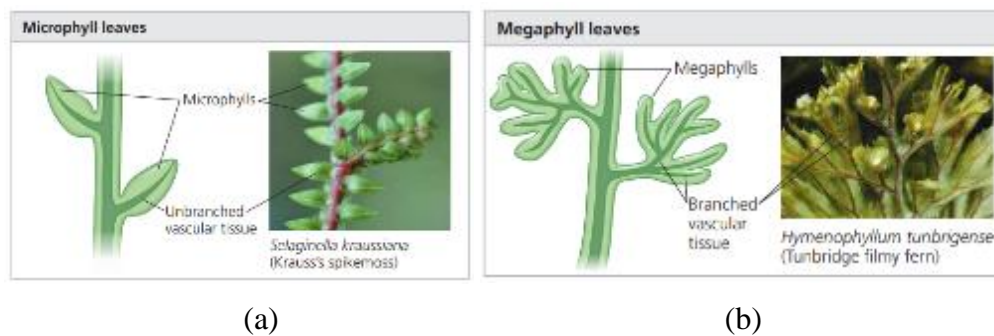 Microphyll leaves
Microphylls
Unbranched
vascular tissue
Selaginella kraussiana
(Krauss's spikemoss)
(a)
Megaphyll leaves
Megaphylls
Branched
vascular
tissue
Hymenophyllum tunbrigense
(Tunbridge filmy fern)
(b)